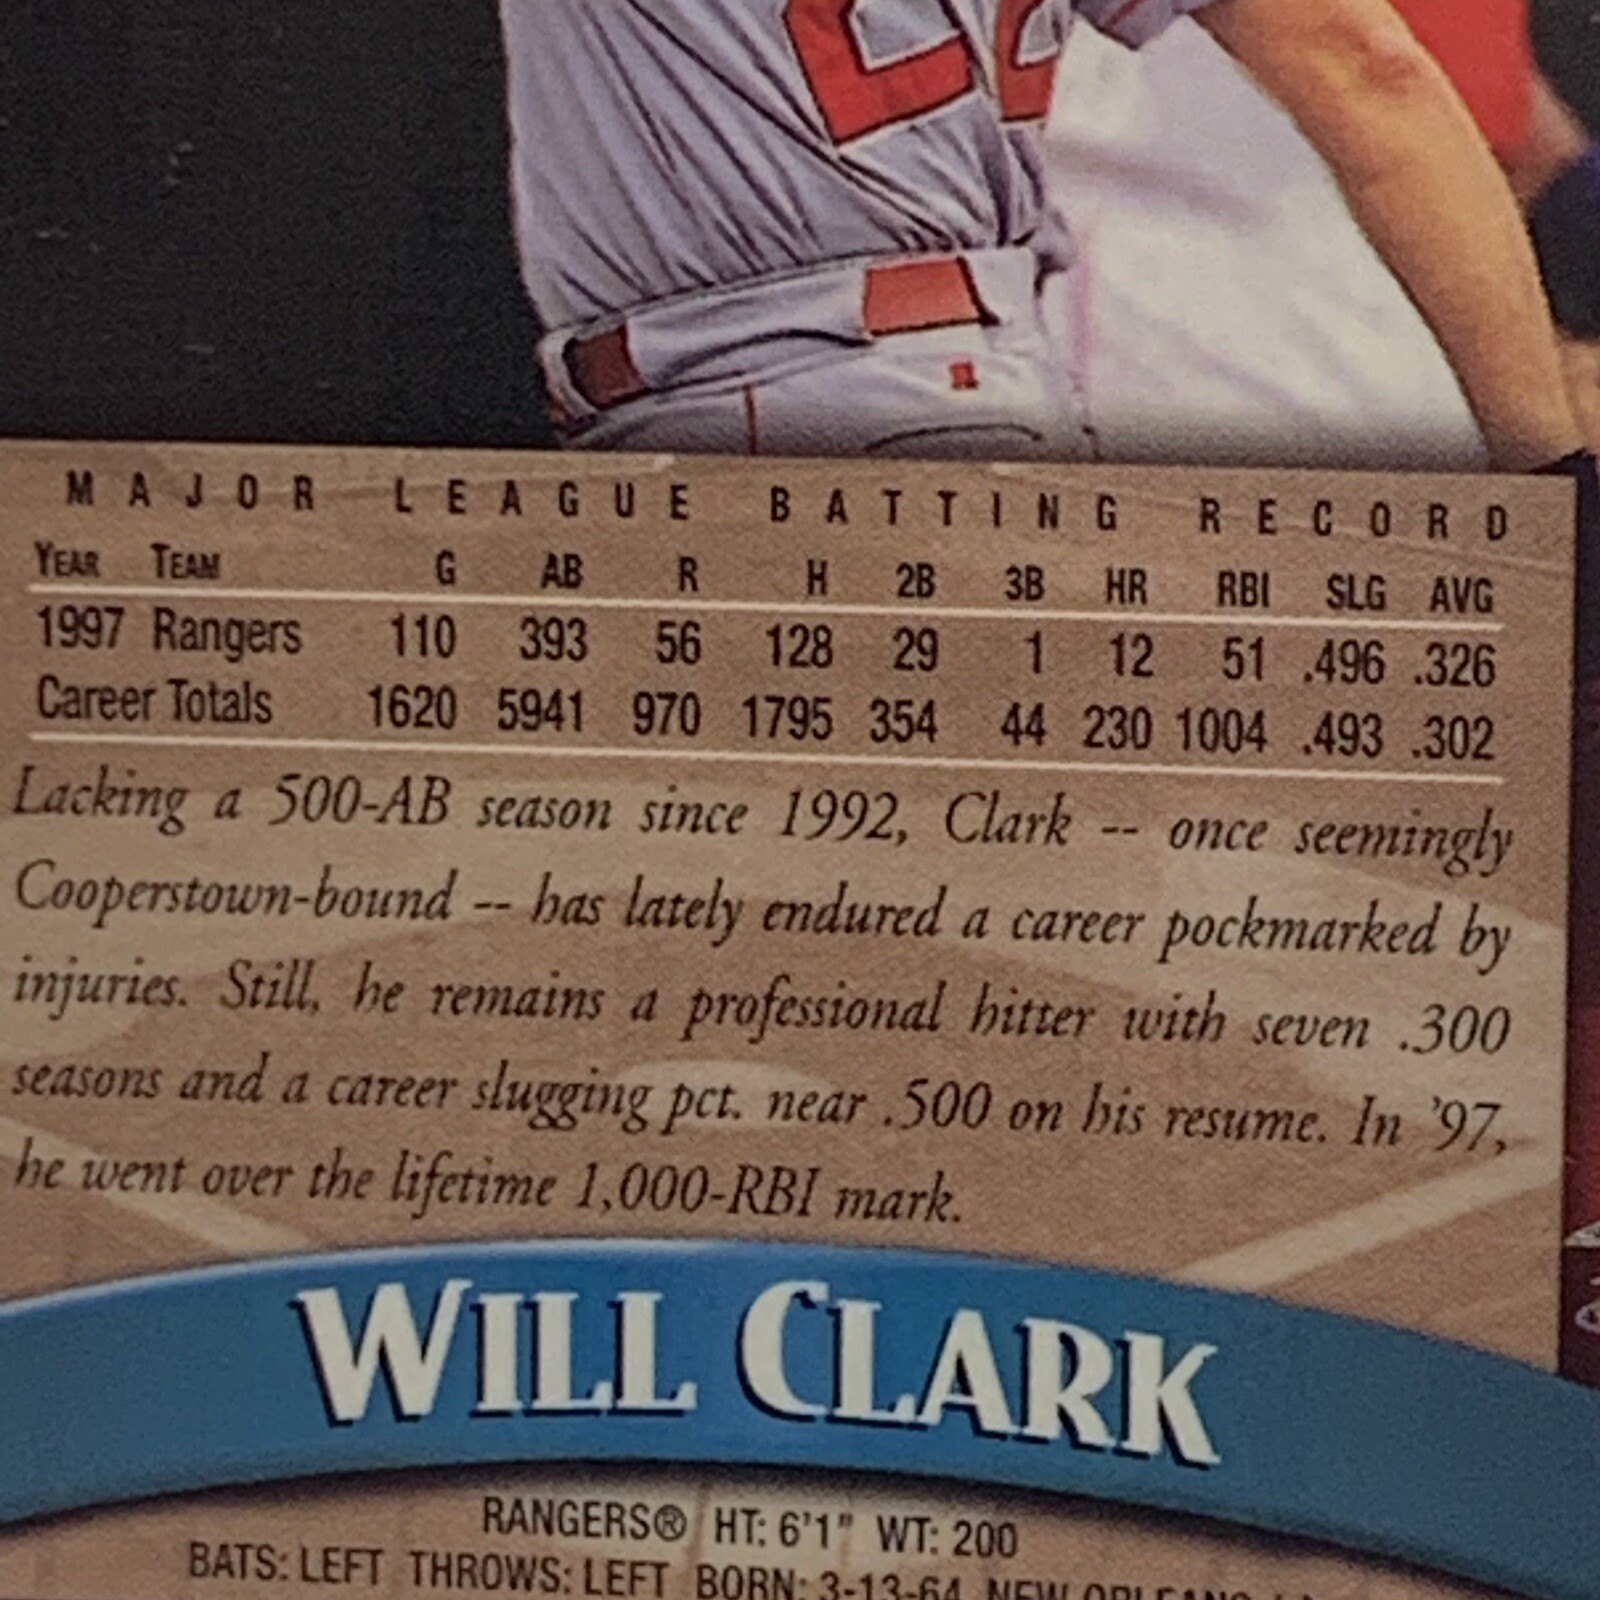 22
MAJOR LEAGUE BATTING RECORD
YEAR TEAM G AB R H 2B 3B HR RBI SLG AVG
1997 Rangers 110 393 56 128 29 1 12 51 .496 .326
Career Totals 1620 5941 970 1795 354 44 230 1004 .493 .302
Lacking a 500-AB season since 1992, Clark -- once seemingly
Cooperstown-bound -- has lately endured a career pockmarked by
injuries. Still, he remains a professional hitter with seven .300
seasons and a career slugging pct. near .500 on his resume. In '97,
he went over the lifetime 1,000-RBI mark.
WILL CLARK
RANGERS® HT: 6'1" WT: 200
BATS: LEFT THROWS: LEFT BORN: 3-13-64 NEW ORLEANS,